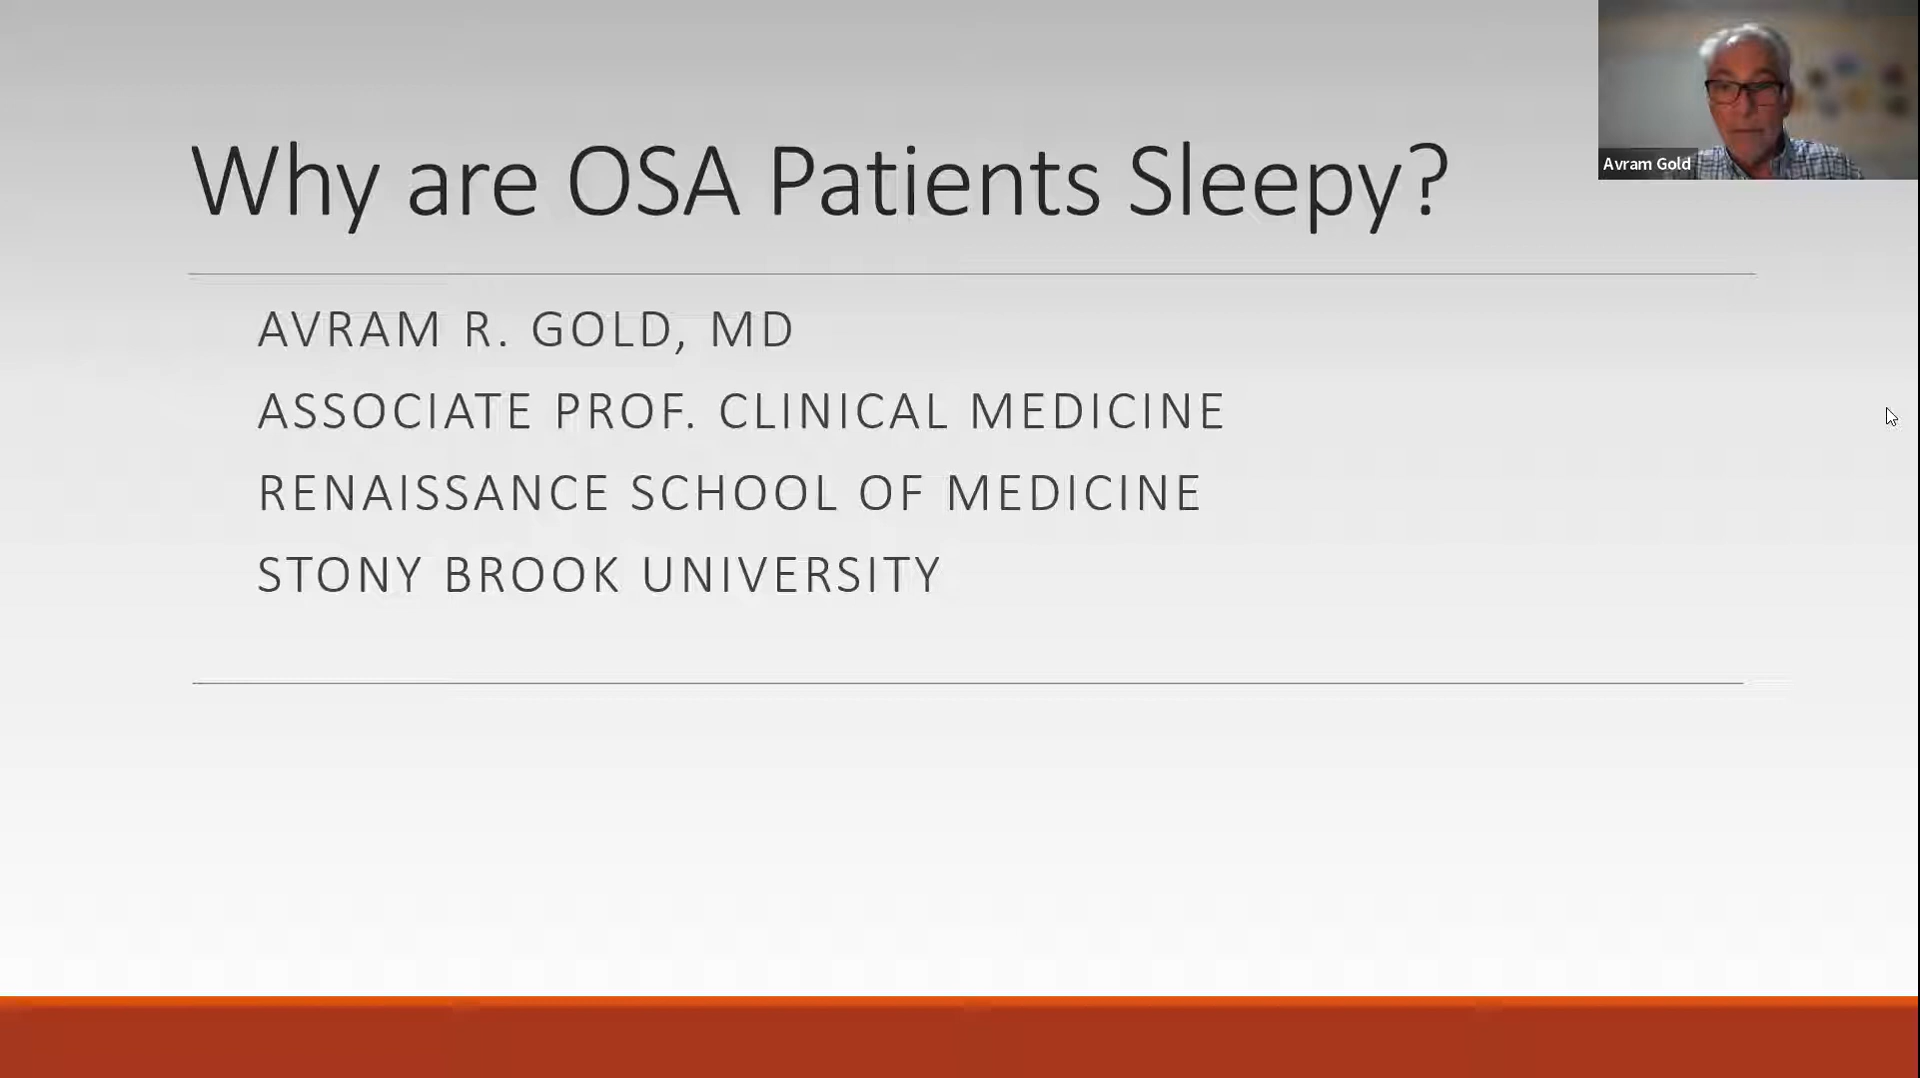 Why are OSA Patients Sleepy?
Avram Gold
AVRAM R. GOLD, MD
ASSOCIATE PROF. CLINICAL MEDICINE
RENAISSANCE SCHOOL OF MEDICINE
STONY BROOK UNIVERSITY